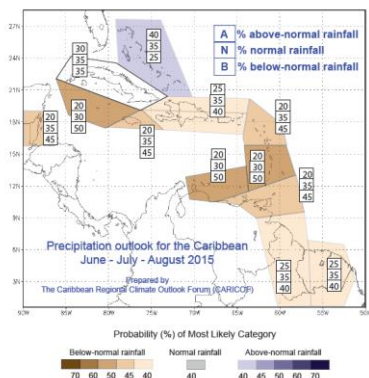 A % above-normal rainfall
N % normal rainfall
B % below-normal rainfall
27N
24N
21N
18N
15N
12N
9N
6N
3N
40
35
25
30
35
35
25
35
40
20
30
50
20
35
45
20
35
45
20
35
45
20
30
50
20
30
50
20
35
45
25
35
40
25
35
40
Precipitation outlook for the Caribbean
June - July - August 2015
Prepared by
The Caribbean Regional Climate Outlook Forum (CARICOF)
90W 85W 80W 75W 70W 65W 60W 55W 50W
Probability (%) of Most Likely Category
Below-normal rainfall Normal rainfall Above-normal rainfall
70 60 50 45 40 40 40 45 50 60 70